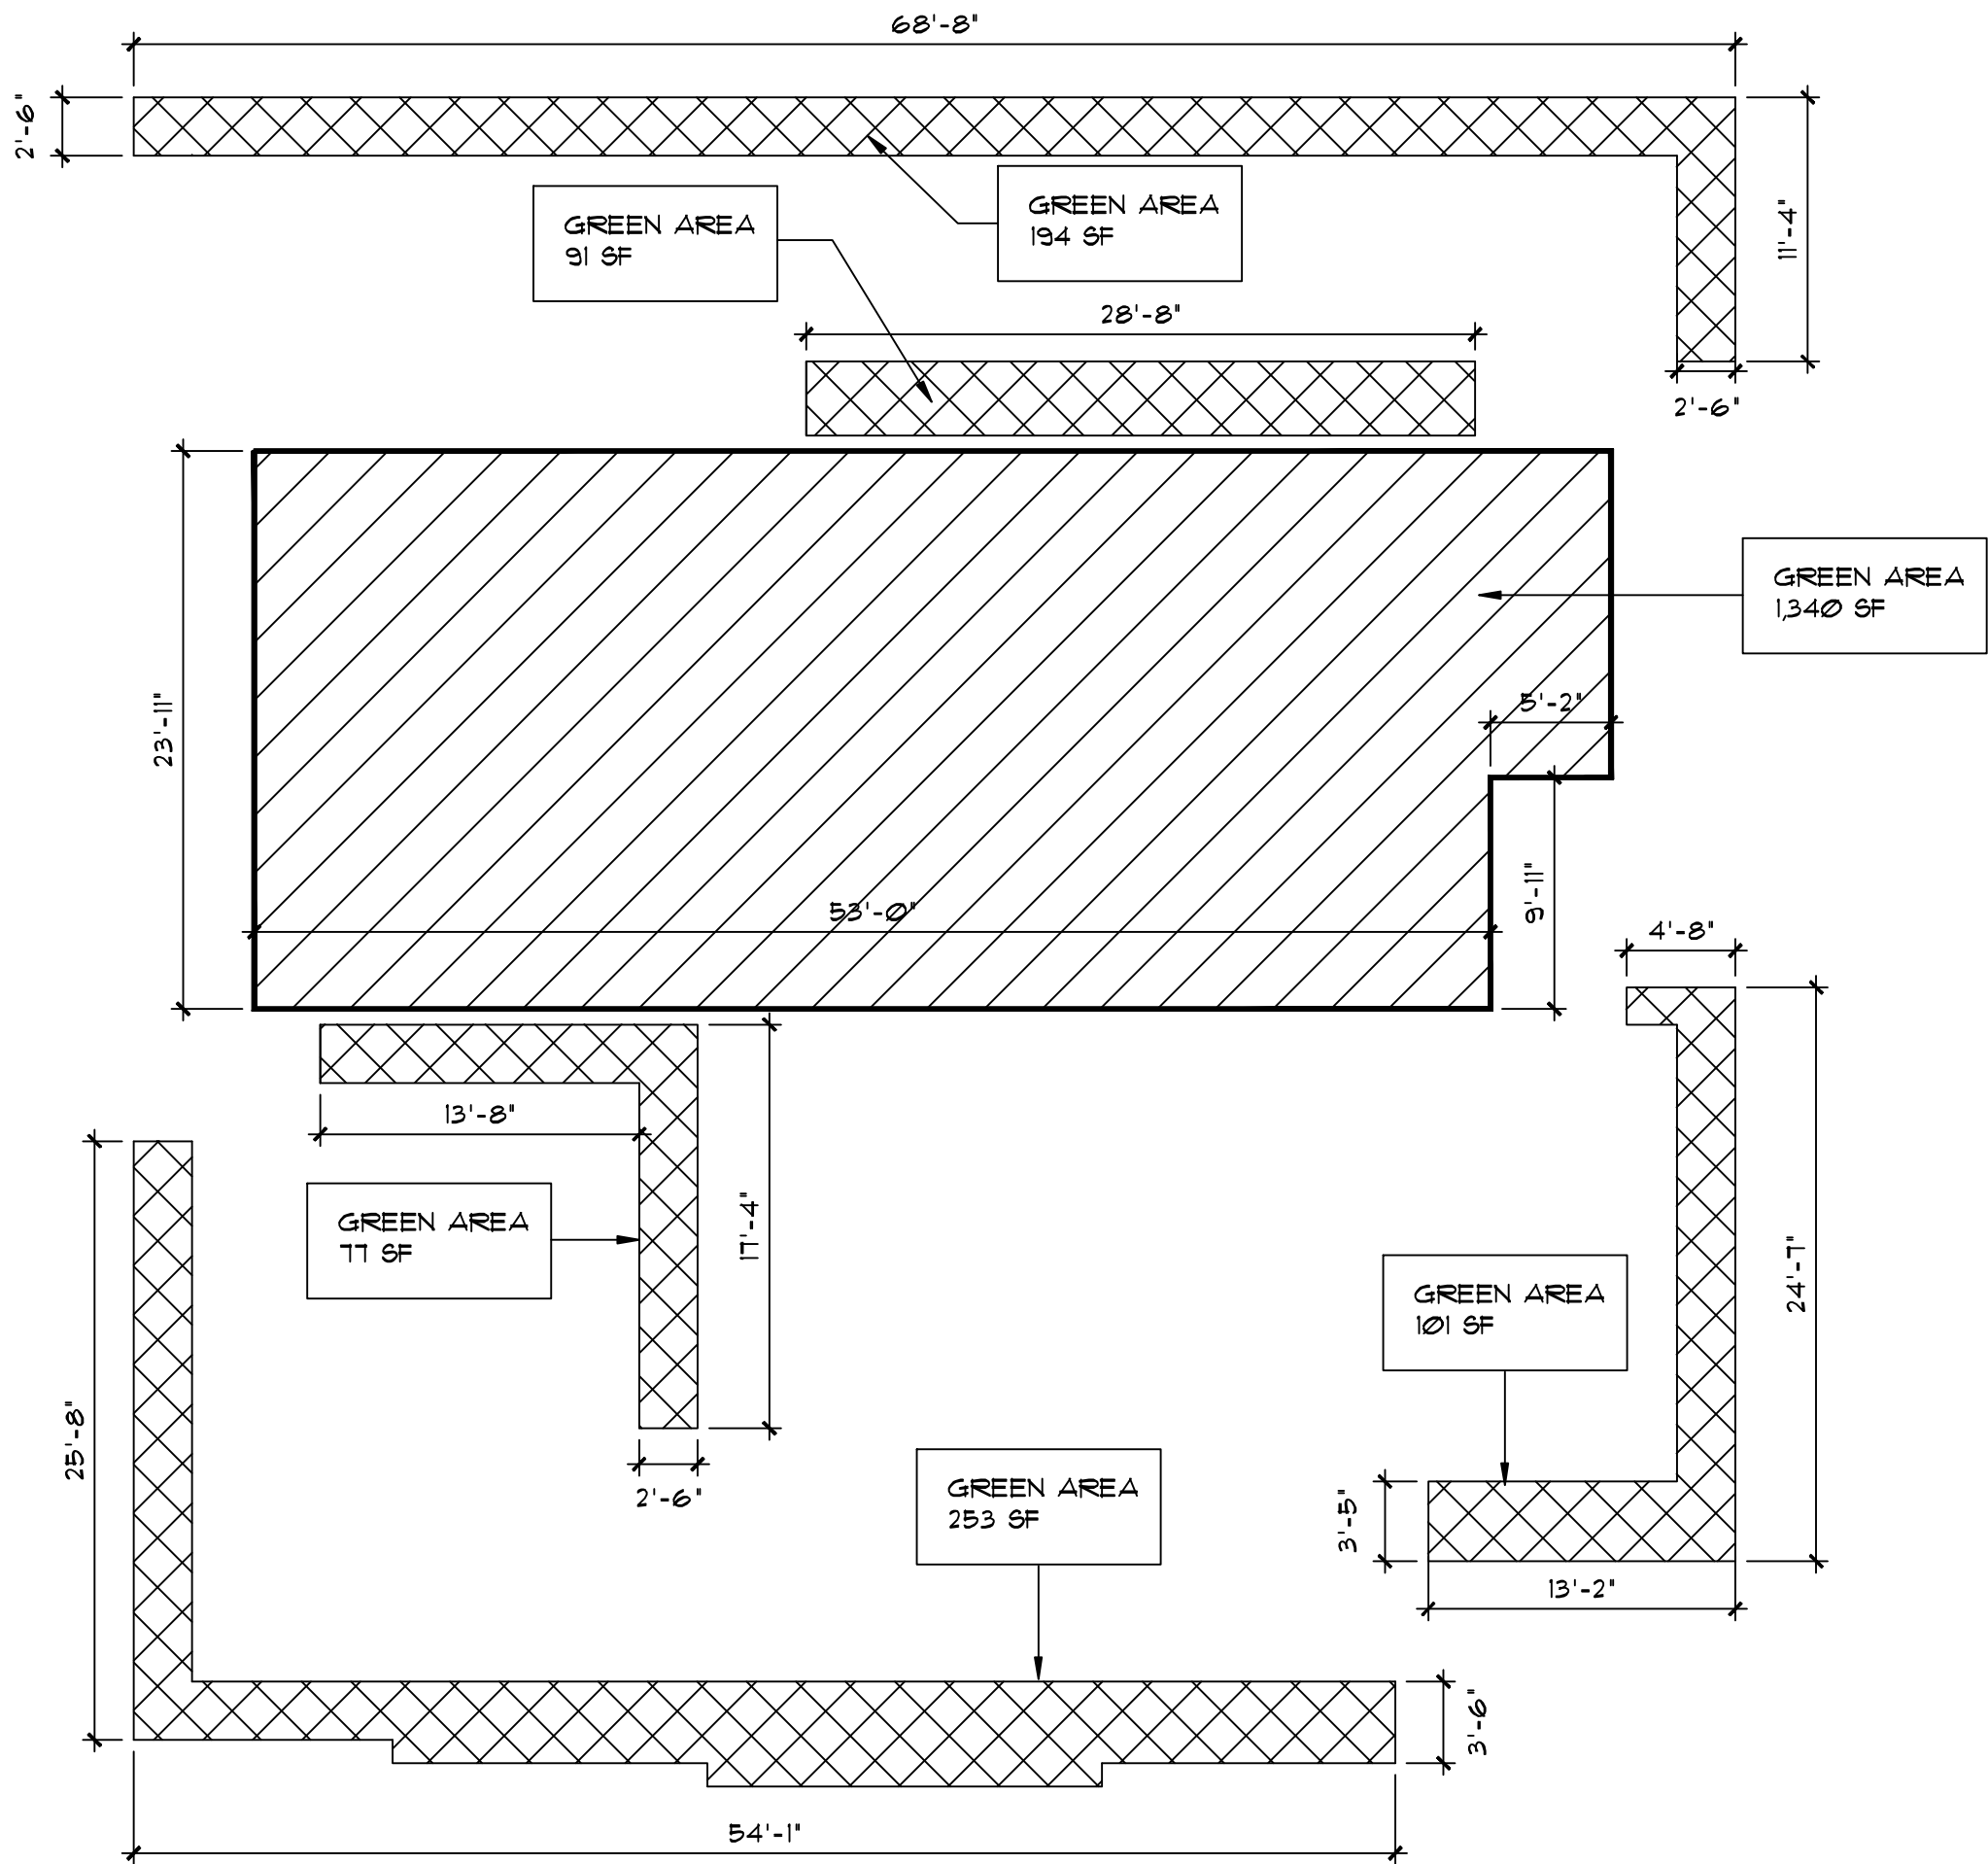 68'-8"
2'-6"
GREEN AREA
194 SF
GREEN AREA
91 SF
11'-4"
28'-8"
2'-6"
GREEN AREA
1,340 SF
5'-2"
23'-11"
9'-11"
53'-0"
4'-8"
13'-8"
GREEN AREA
77 SF
17'-4"
24'-7"
GREEN AREA
101 SF
25'-8"
2'-6"
GREEN AREA
253 SF
3'-5"
13'-2"
3'-6"
54'-1"